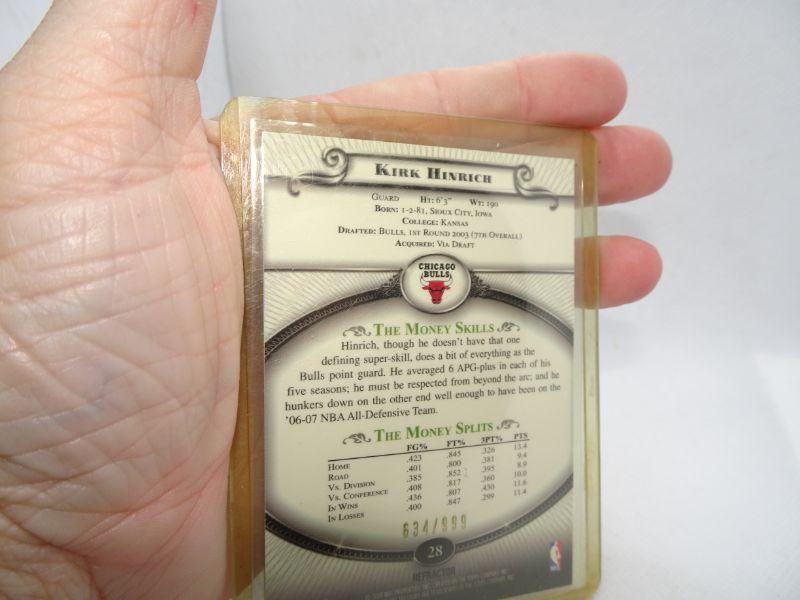 KIRK HINRICH
GUARD HT: 6'3" WT: 190
BORN: 1-2-81, SIOUX CITY, IOWA
COLLEGE: KANSAS
DRAFTED: BULLS, 1ST ROUND 2003 (7TH OVERALL)
ACQUIRED: VIA DRAFT
CHICAGO
BULLS
THE MONEY SKILLS
Hinrich, though he doesn't have that one
defining super-skill, does a bit of everything as the
Bulls point guard. He averaged 6 APG-plus in each of his
five seasons; he must be respected from beyond the arc; and he
hunkers down on the other end well enough to have been on the
'06-07 NBA All-Defensive Team.
THE MONEY SPLITS
FG% FT% 3PT% PTS
HOME .423 .845 .326 13.4
ROAD .401 .800 .381 9.4
VS. DIVISION .385 .852 .395 8.9
VS. CONFERENCE .408 .817 .360 10.0
IN WINS .436 .807 .430 11.6
IN LOSSES .400 .847 .299 11.4
634/999
28
REFRACTOR